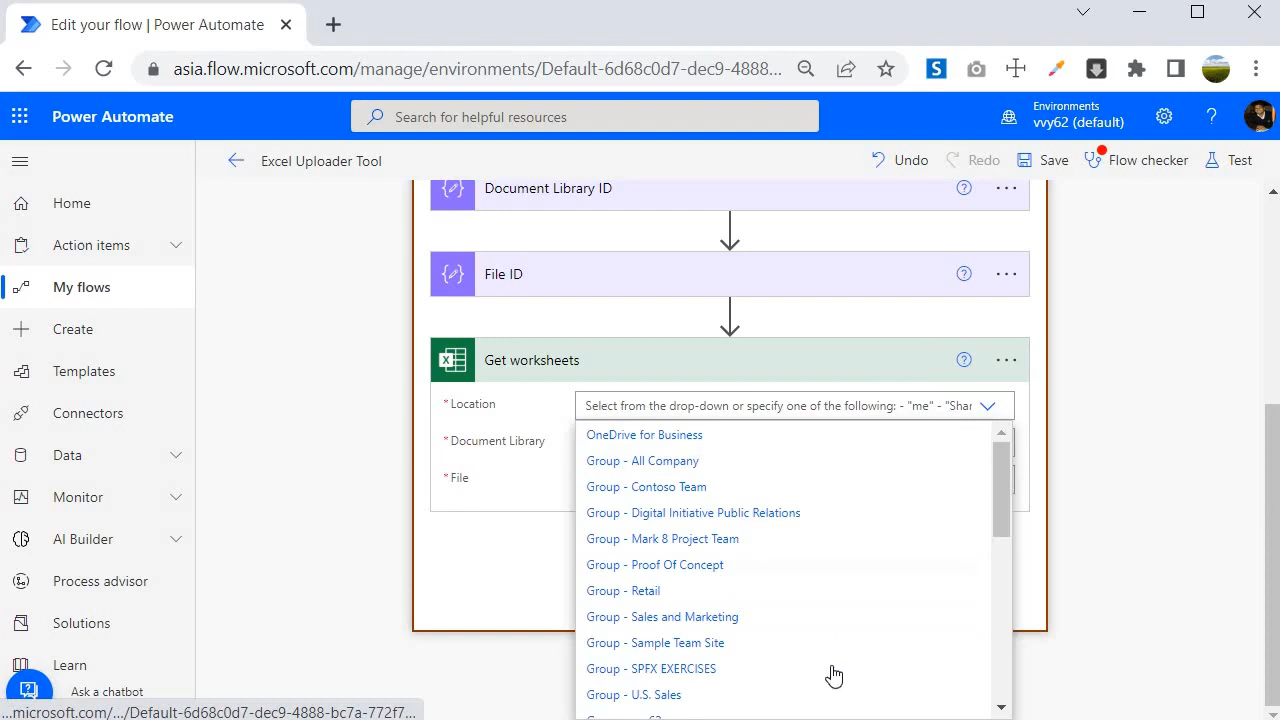 Edit your flow | Power Automate
asia.flow.microsoft.com/manage/environments/Default-6d68c0d7-dec9-4888...
S
Power Automate
Search for helpful resources
Environments
vvy62 (default)
?
Excel Uploader Tool
Undo
Redo
Save
Flow checker
Test
Home
Action items
My flows
Create
Templates
Connectors
Data
Monitor
AI Builder
Process advisor
Solutions
Learn
Ask a chatbot
...microsoft.com/.../Default-6d68c0d7-dec9-4888-bc7a-772f7...
Document Library ID
File ID
Get worksheets
* Location
Select from the drop-down or specify one of the following: - "me" - "Shar
* Document Library
* File
OneDrive for Business
Group - All Company
Group - Contoso Team
Group - Digital Initiative Public Relations
Group - Mark 8 Project Team
Group - Proof Of Concept
Group - Retail
Group - Sales and Marketing
Group - Sample Team Site
Group - SPFX EXERCISES
Group - U.S. Sales